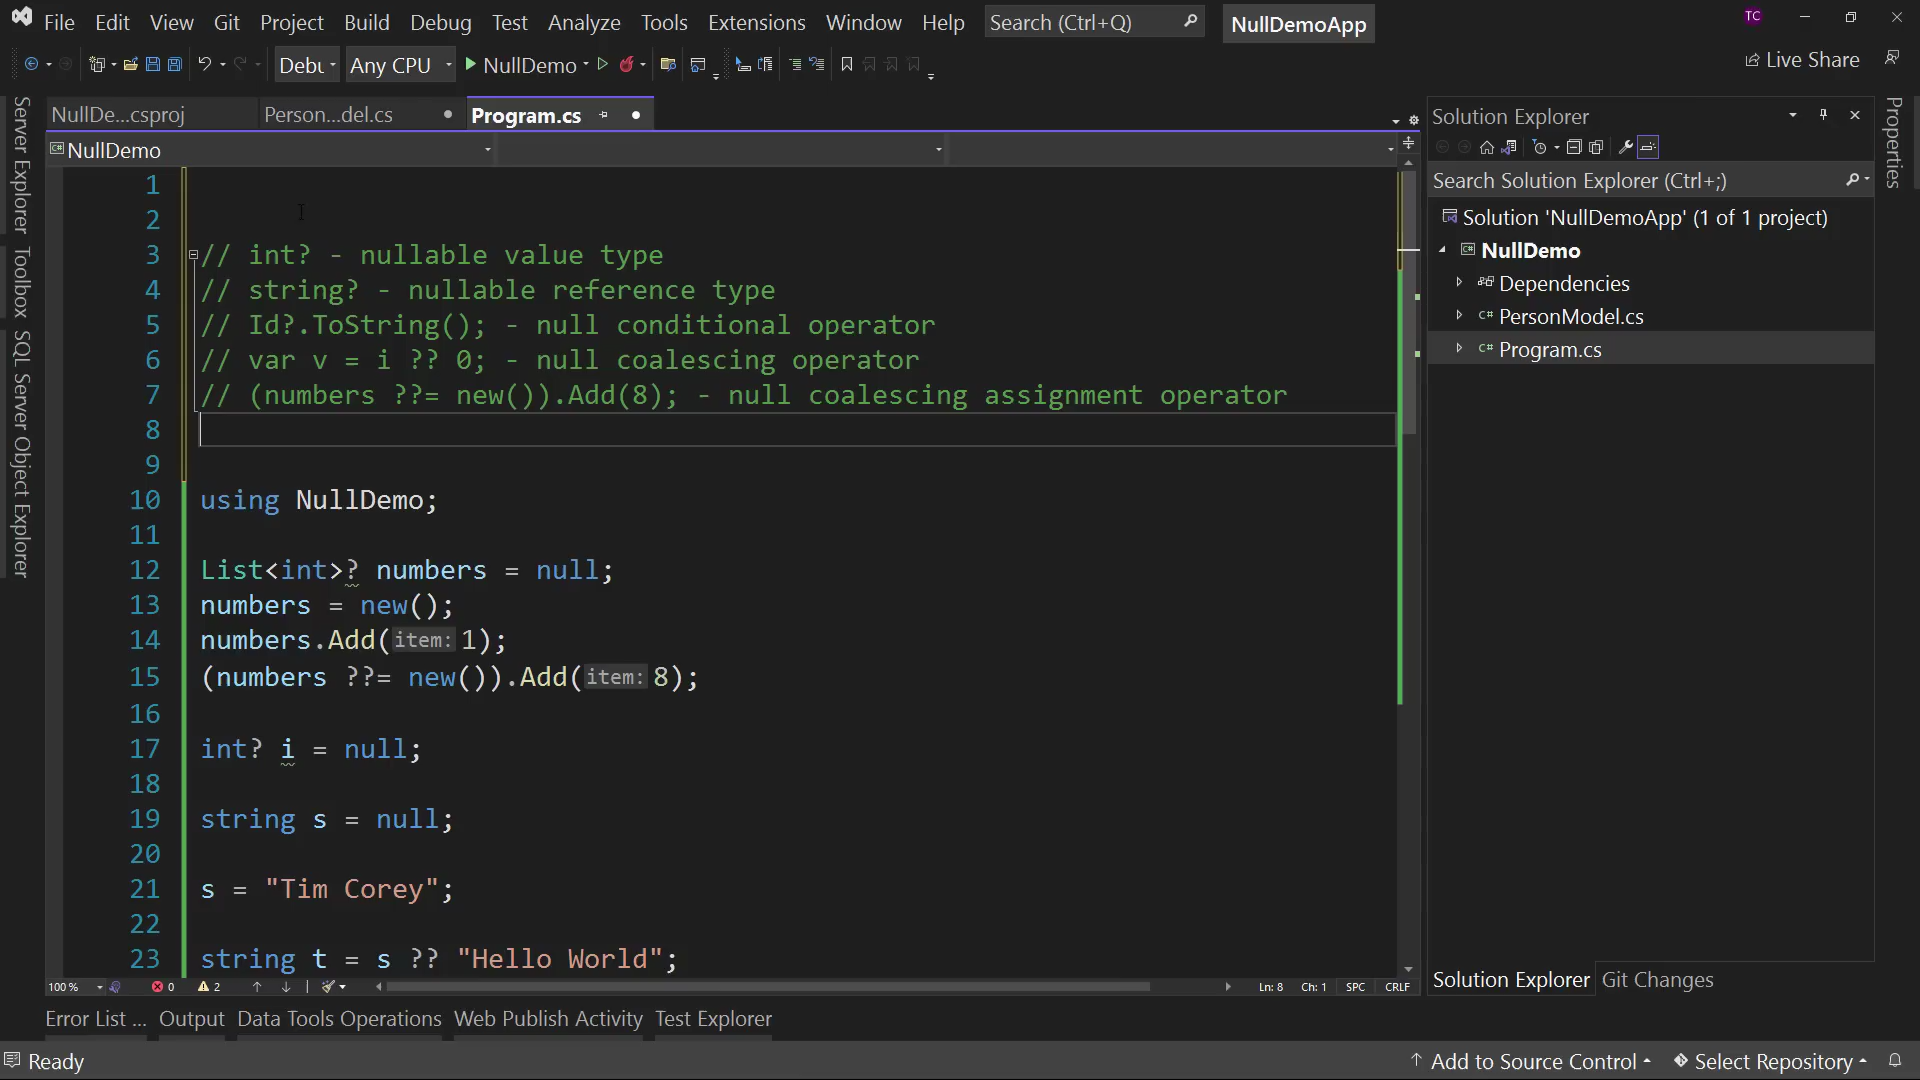 File Edit View Git Project Build Debug Test Analyze Tools Extensions Window Help Search (Ctrl+Q) NullDemoApp TC
Debu Any CPU NullDemo Live Share
NullDe...csproj Person...del.cs Program.cs
NullDemo
Server Explorer
Toolbox
SQL Server Object Explorer
1
2
3 // int? - nullable value type
4 // string? - nullable reference type
5 // Id?.ToString(); - null conditional operator
6 // var v = i ?? 0; - null coalescing operator
7 // (numbers ??= new()).Add(8); - null coalescing assignment operator
8
9
10 using NullDemo;
11
12 List<int>? numbers = null;
13 numbers = new();
14 numbers.Add(item: 1);
15 (numbers ??= new()).Add(item: 8);
16
17 int? i = null;
18
19 string s = null;
20
21 s = "Tim Corey";
22
23 string t = s ?? "Hello World";
100 % 0 2 Ln: 8 Ch: 1 SPC CRLF
Solution Explorer
Search Solution Explorer (Ctrl+;)
Solution 'NullDemoApp' (1 of 1 project)
NullDemo
Dependencies
C# PersonModel.cs
C# Program.cs
Solution Explorer Git Changes
Properties
Error List ... Output Data Tools Operations Web Publish Activity Test Explorer
Ready Add to Source Control Select Repository